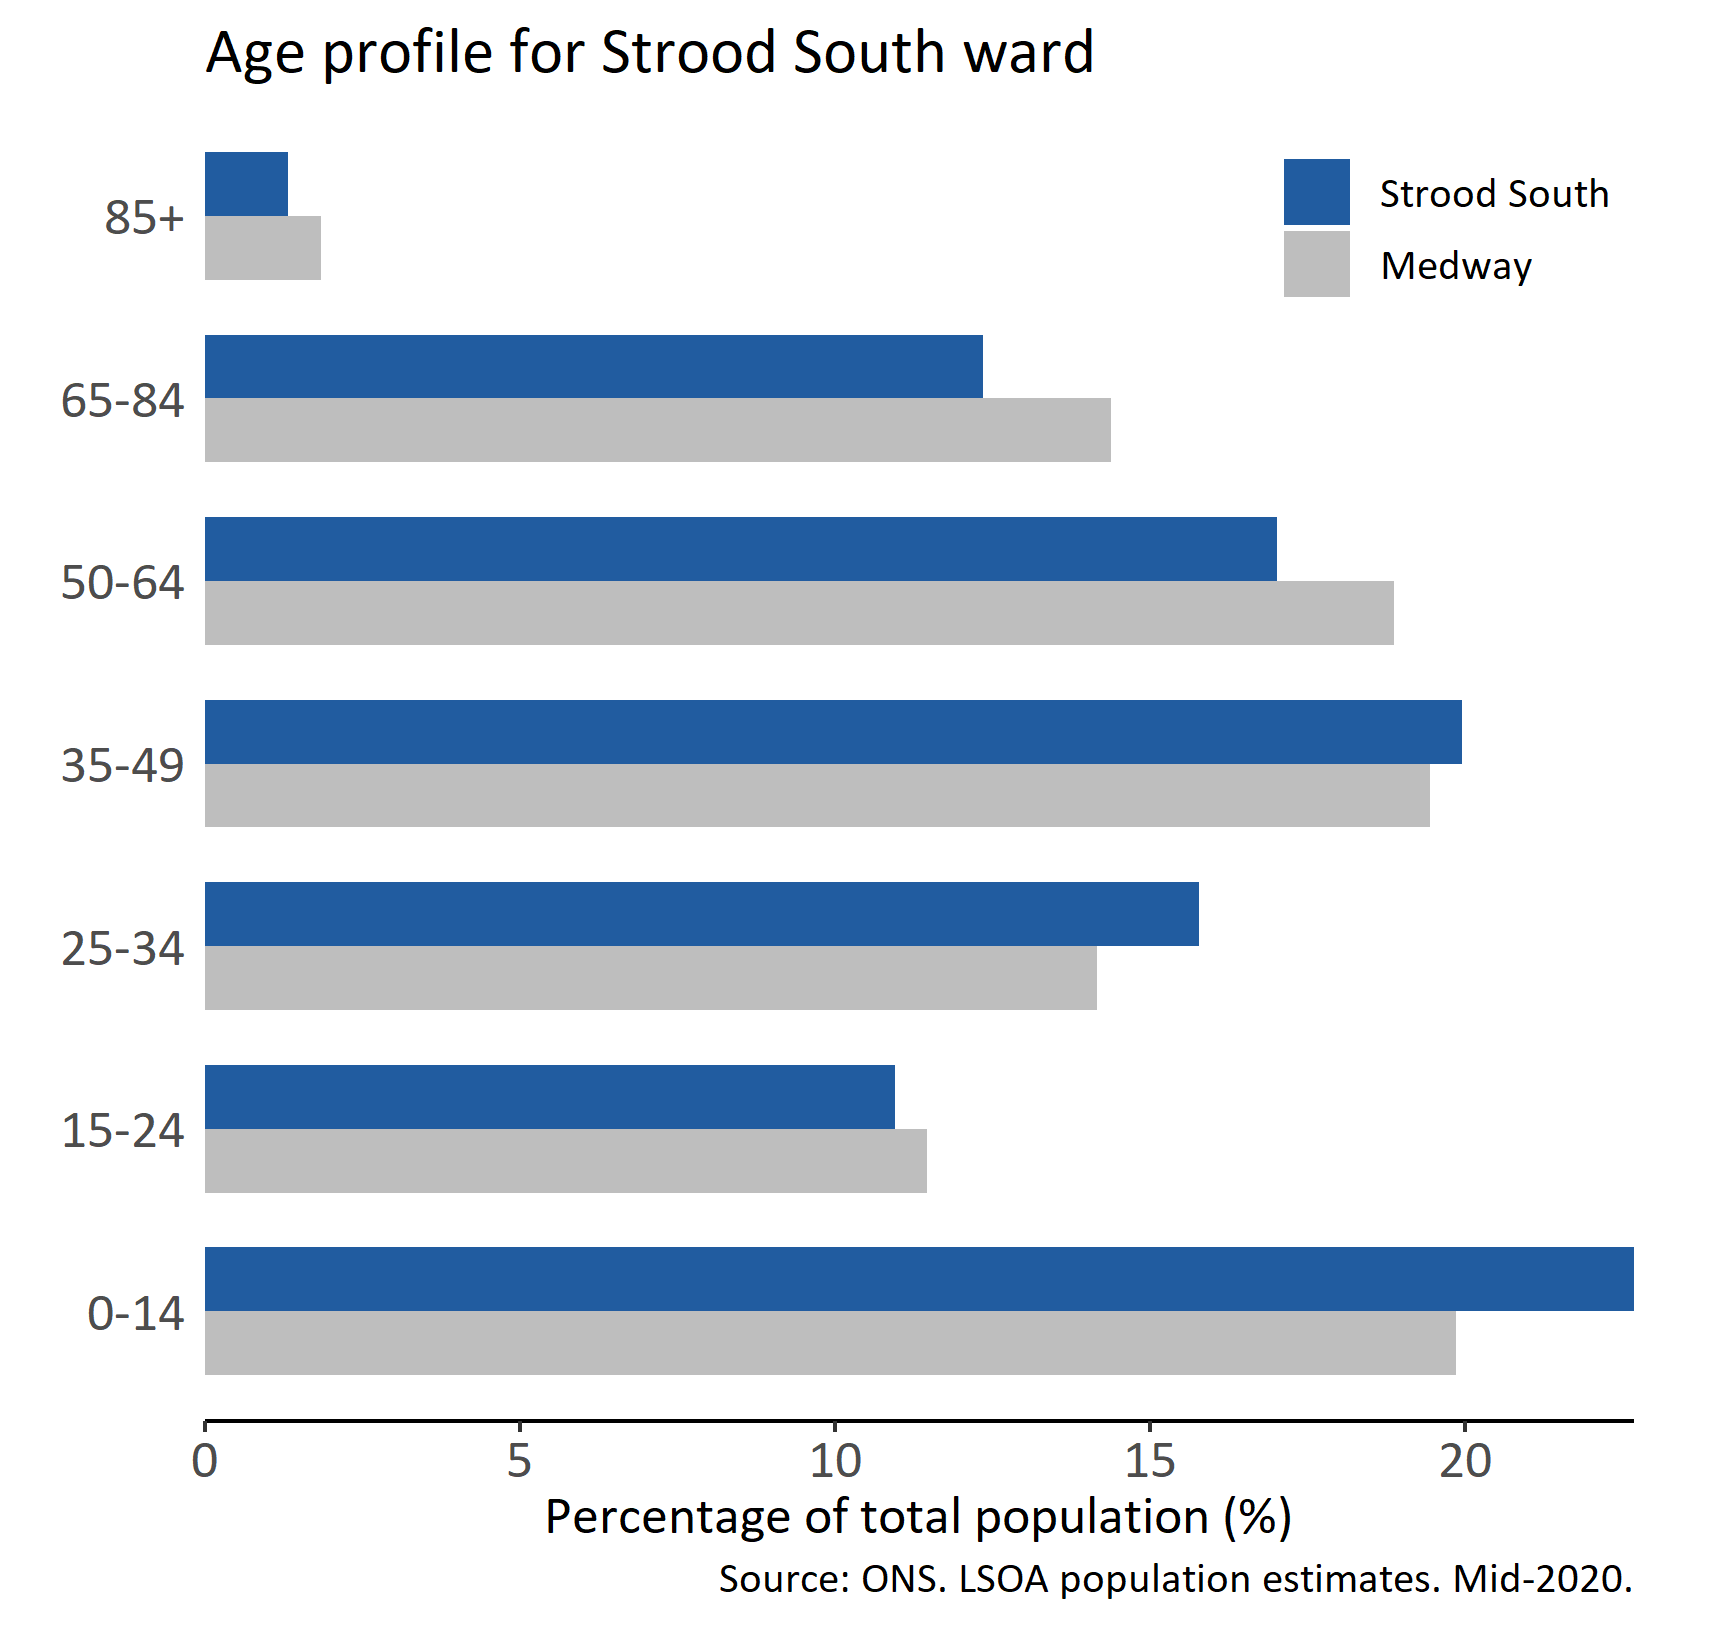 Age profile for Strood South ward
Strood South
Medway
85+
65-84
50-64
35-49
25-34
15-24
0-14
0 5 10 15 20
Percentage of total population (%)
Source: ONS. LSOA population estimates. Mid-2020.